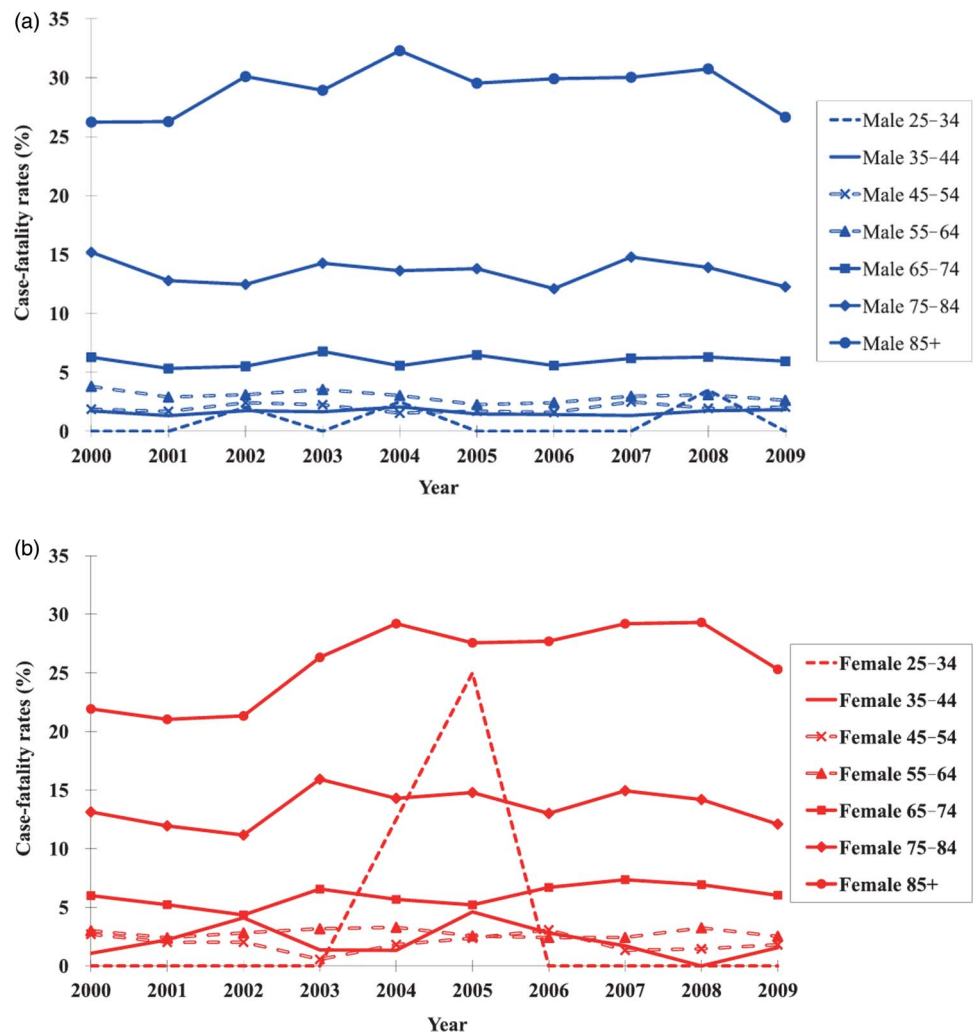 (a)
35
30
25
20
15
10
5
0
Case-fatality rates (%)
2000 2001 2002 2003 2004 2005 2006 2007 2008 2009
Year
Male 25–34
Male 35–44
Male 45–54
Male 55–64
Male 65–74
Male 75–84
Male 85+
(b)
35
30
25
20
15
10
5
0
Case-fatality rates (%)
2000 2001 2002 2003 2004 2005 2006 2007 2008 2009
Year
Female 25–34
Female 35–44
Female 45–54
Female 55–64
Female 65–74
Female 75–84
Female 85+